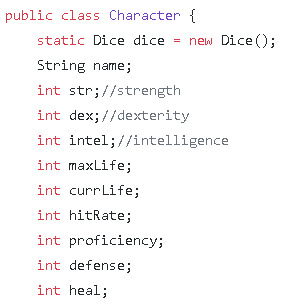 public class Character {
static Dice dice = new Dice();
String name;
int str;//strength
int dex;//dexterity
int intel;//intelligence
int maxLife;
int currLife;
int hitRate;
int proficiency;
int defense;
int heal;